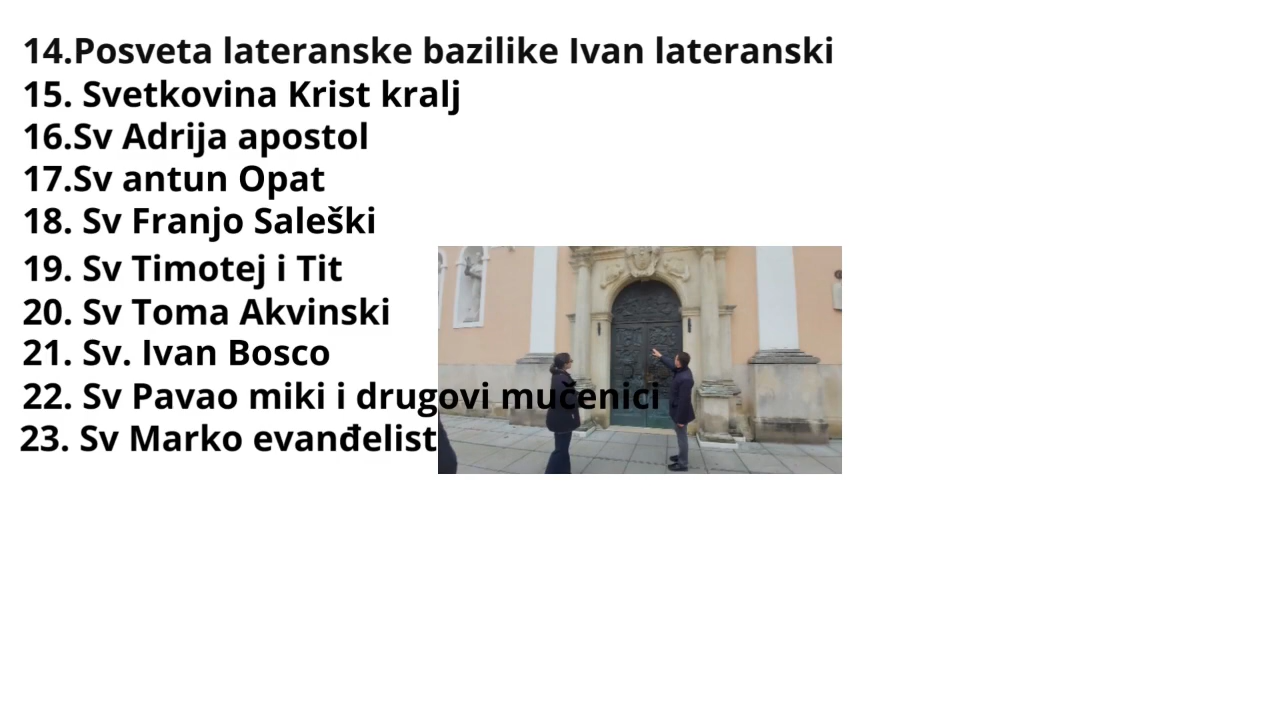 14.Posveta lateranske bazilike Ivan lateranski
15. Svetkovina Krist kralj
16.Sv Adrija apostol
17.Sv antun Opat
18. Sv Franjo Saleški
19. Sv Timotej i Tit
20. Sv Toma Akvinski
21. Sv. Ivan Bosco
22. Sv Pavao miki i drugovi mučenici
23. Sv Marko evanđelist